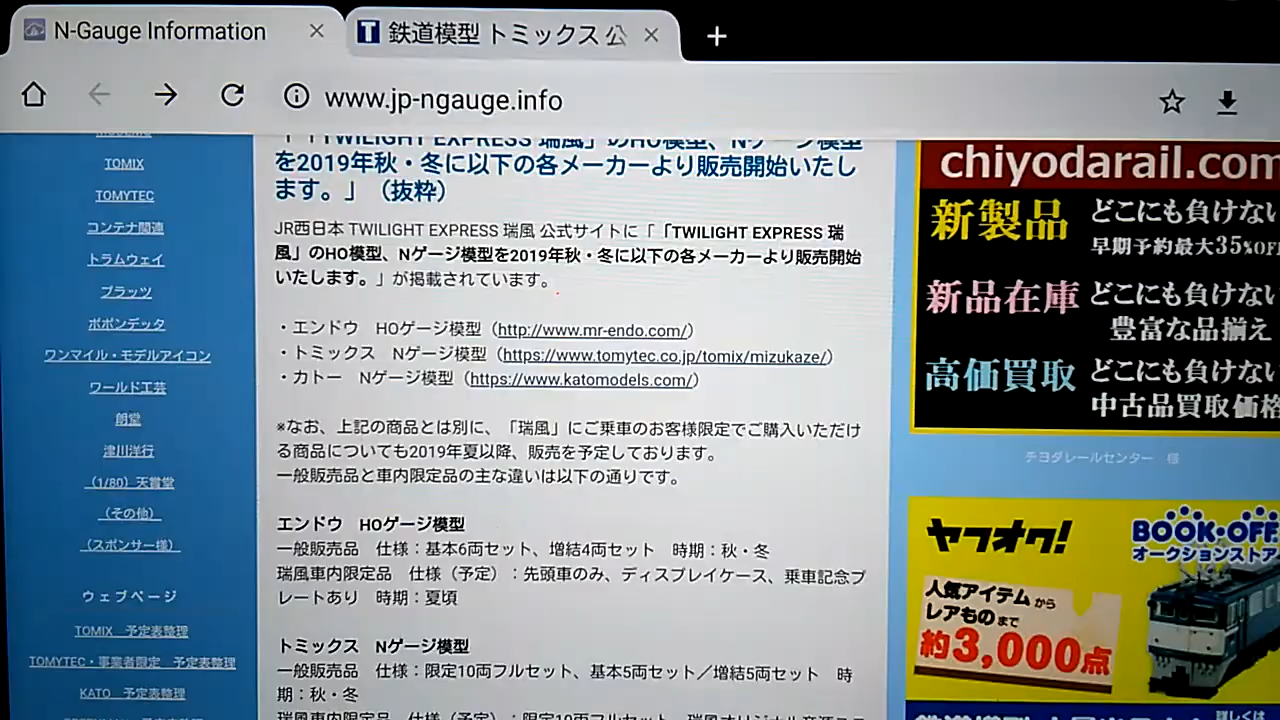 N-Gauge Information
鉄道模型 トミックス 公
www.jp-ngauge.info
TOMIX
TOMYTEC
コンテナ関連
トラムウェイ
プラッツ
ポポンデッタ
ワンマイル・モデルアイコン
ワールド工芸
朗堂
津川洋行
（1/80）天賞堂
（その他）
（スポンサー様）
ウェブページ
TOMIX　予定表整理
TOMYTEC・事業者限定　予定表整理
KATO　予定表整理
「「TWILIGHT EXPRESS 瑞風」のHO模型、Nゲージ模型
を2019年秋・冬に以下の各メーカーより販売開始いたし
ます。」（抜粋）
JR西日本 TWILIGHT EXPRESS 瑞風 公式サイトに「「TWILIGHT EXPRESS 瑞
風」のHO模型、Nゲージ模型を2019年秋・冬に以下の各メーカーより販売開始
いたします。」が掲載されています。
・エンドウ　HOゲージ模型（http://www.mr-endo.com/）
・トミックス　Nゲージ模型（https://www.tomytec.co.jp/tomix/mizukaze/）
・カトー　Nゲージ模型（https://www.katomodels.com/）
※なお、上記の商品とは別に、「瑞風」にご乗車のお客様限定でご購入いただけ
る商品についても2019年夏以降、販売を予定しております。
一般販売品と車内限定品の主な違いは以下の通りです。
エンドウ　HOゲージ模型
一般販売品　仕様：基本6両セット、増結4両セット　時期：秋・冬
瑞風車内限定品　仕様（予定）：先頭車のみ、ディスプレイケース、乗車記念プ
レートあり　時期：夏頃
トミックス　Nゲージ模型
一般販売品　仕様：限定10両フルセット、基本5両セット／増結5両セット　時
期：秋・冬
chiyodarail.com
新製品 どこにも負けない
早期予約最大35%OFF
新品在庫 どこにも負けない
豊富な品揃え
高価買取 どこにも負けない
中古品買取価格
チヨダレールセンター　様
ヤフオク!
BOOK・OFF
オークションストア
人気アイテムから
レアものまで
約3,000点
詳しくは